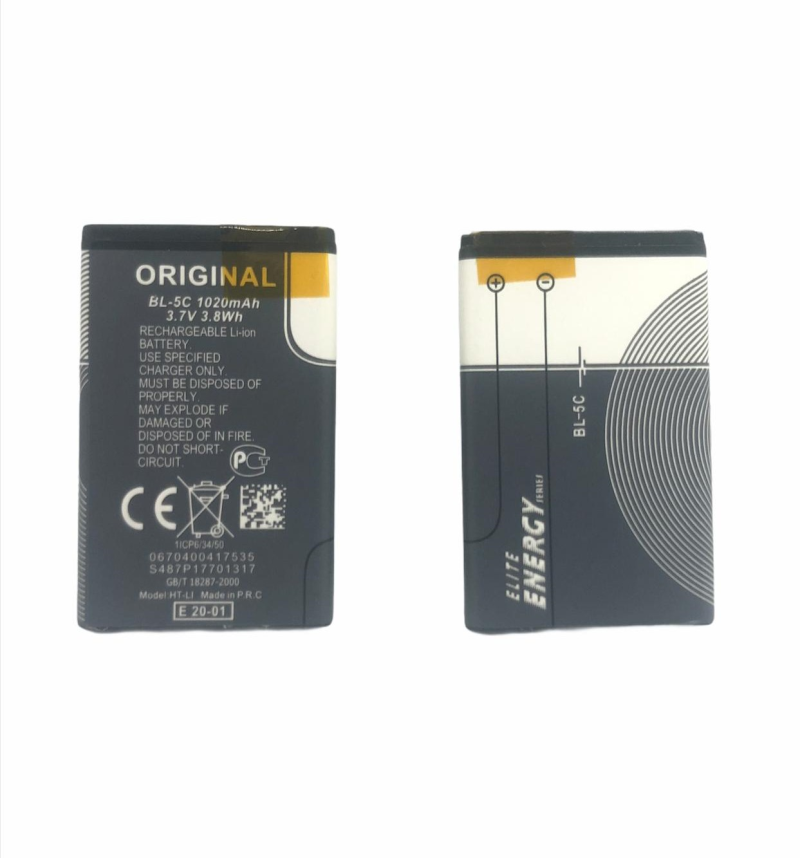 ORIGINAL
BL-5C 1020mAh
3.7V 3.8Wh
RECHARGEABLE Li-ion
BATTERY.
USE SPECIFIED
CHARGER ONLY.
MUST BE DISPOSED OF
PROPERLY.
MAY EXPLODE IF
DAMAGED OR
DISPOSED OF IN FIRE.
DO NOT SHORT-
CIRCUIT.
PCT
CE
1ICP6/34/50
0670400417535
S487P17701317
GB/T 18287-2000
Model HT-LI Made in P.R.C
E 20-01
+ -
BL-5C
ELITE
ENERGY
SERIES